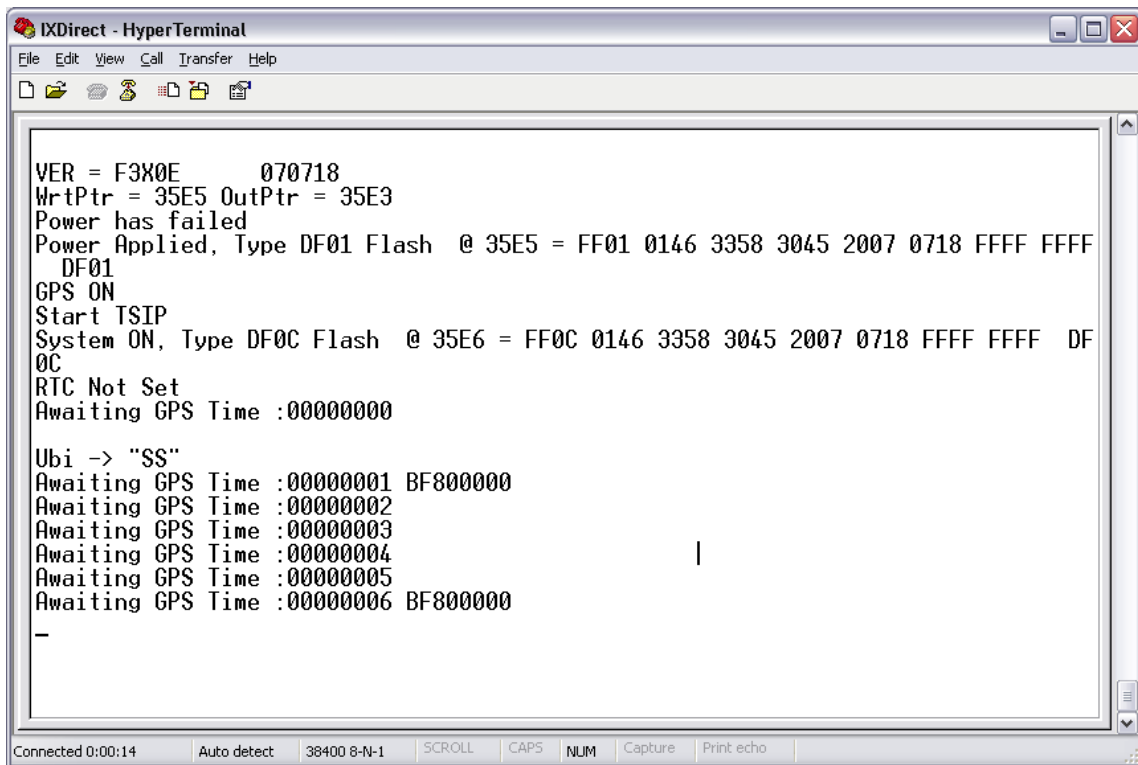 IXDirect - HyperTerminal
File Edit View Call Transfer Help
VER = F3X0E      070718
WrtPtr = 35E5 OutPtr = 35E3
Power has failed
Power Applied, Type DF01 Flash  @ 35E5 = FF01 0146 3358 3045 2007 0718 FFFF FFFF
  DF01
GPS ON
Start TSIP
System ON, Type DF0C Flash  @ 35E6 = FF0C 0146 3358 3045 2007 0718 FFFF FFFF  DF
0C
RTC Not Set
Awaiting GPS Time :00000000
Ubi -> "SS"
Awaiting GPS Time :00000001 BF800000
Awaiting GPS Time :00000002
Awaiting GPS Time :00000003
Awaiting GPS Time :00000004
Awaiting GPS Time :00000005
Awaiting GPS Time :00000006 BF800000
Connected 0:00:14 Auto detect 38400 8-N-1 SCROLL CAPS NUM Capture Print echo